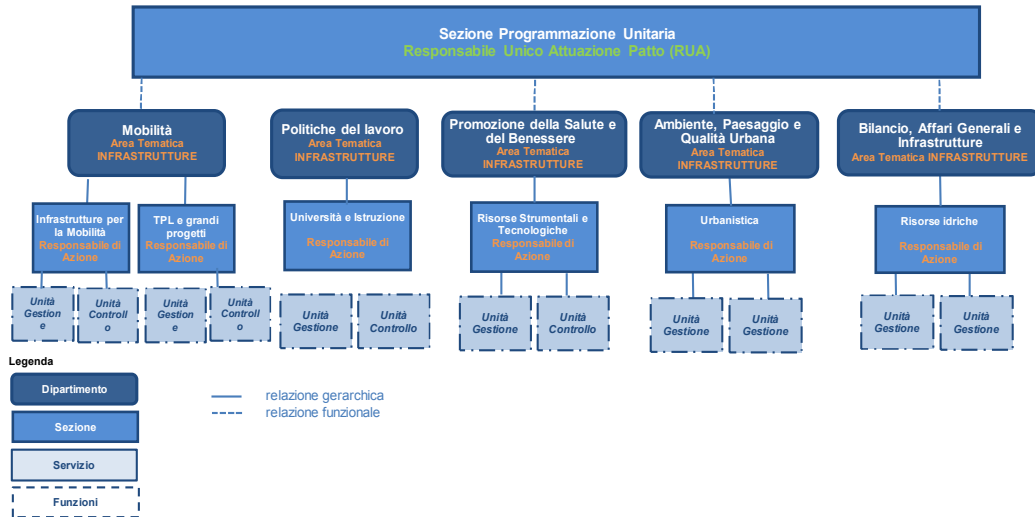 Sezione Programmazione Unitaria
Responsabile Unico Attuazione Patto (RUA)
Mobilità
Area Tematica
INFRASTRUTTURE
Politiche del lavoro
Area Tematica
INFRASTRUTTURE
Promozione della Salute e
del Benessere
Area Tematica
INFRASTRUTTURE
Ambiente, Paesaggio e
Qualità Urbana
Area Tematica
INFRASTRUTTURE
Bilancio, Affari Generali e
Infrastrutture
Area Tematica INFRASTRUTTURE
Infrastrutture per
la Mobilità
Responsabile di
Azione
TPL e grandi
progetti
Responsabile di
Azione
Università e Istruzione
Responsabile di
Azione
Risorse Strumentali e
Tecnologiche
Responsabile di
Azione
Urbanistica
Responsabile di
Azione
Risorse idriche
Responsabile di
Azione
Unità
Gestion
e
Unità
Controll
o
Unità
Gestion
e
Unità
Controll
o
Unità
Gestione
Unità
Controllo
Unità
Gestione
Unità
Controllo
Unità
Gestione
Unità
Gestione
Unità
Gestione
Unità
Gestione
Legenda
Dipartimento
Sezione
Servizio
Funzioni
relazione gerarchica
relazione funzionale